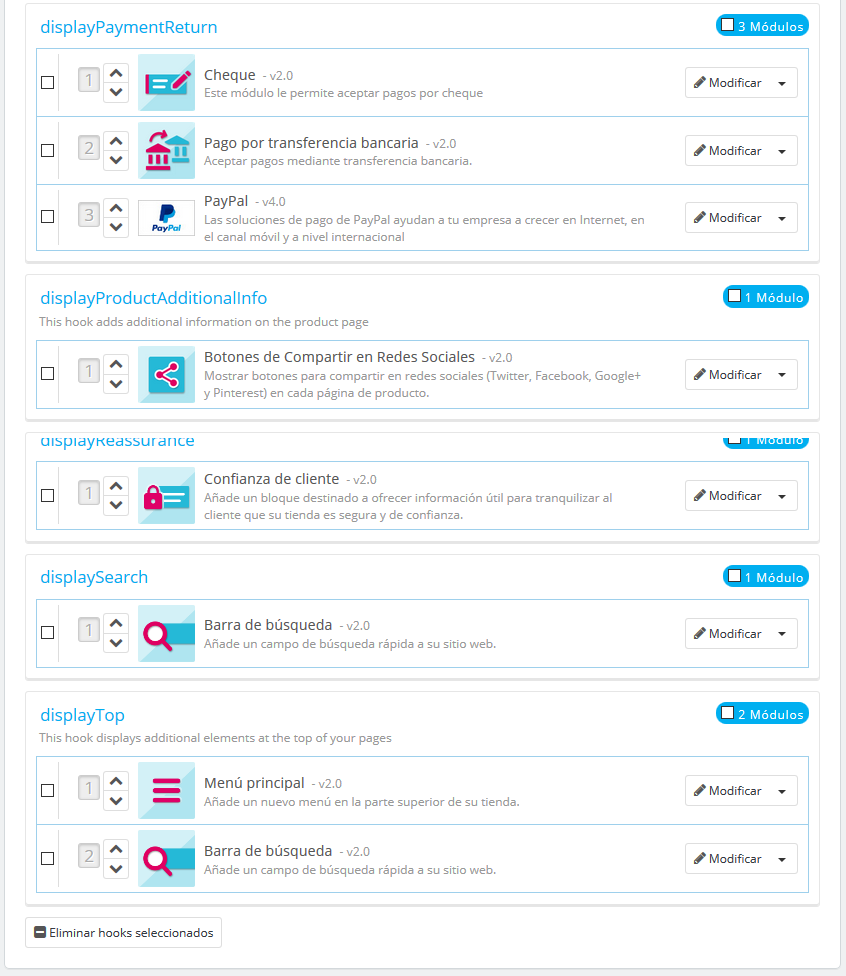 displayPaymentReturn
3 Módulos
1
Cheque - v2.0
Este módulo le permite aceptar pagos por cheque
Modificar
2
Pago por transferencia bancaria - v2.0
Aceptar pagos mediante transferencia bancaria.
Modificar
3
PayPal
PayPal - v4.0
Las soluciones de pago de PayPal ayudan a tu empresa a crecer en Internet, en
el canal móvil y a nivel internacional
Modificar
displayProductAdditionalInfo
1 Módulo
This hook adds additional information on the product page
1
Botones de Compartir en Redes Sociales - v2.0
Mostrar botones para compartir en redes sociales (Twitter, Facebook, Google+
y Pinterest) en cada página de producto.
Modificar
displayReassurance
1 Módulo
1
Confianza de cliente - v2.0
Añade un bloque destinado a ofrecer información útil para tranquilizar al
cliente que su tienda es segura y de confianza.
Modificar
displaySearch
1 Módulo
1
Barra de búsqueda - v2.0
Añade un campo de búsqueda rápida a su sitio web.
Modificar
displayTop
2 Módulos
This hook displays additional elements at the top of your pages
1
Menú principal - v2.0
Añade un nuevo menú en la parte superior de su tienda.
Modificar
2
Barra de búsqueda - v2.0
Añade un campo de búsqueda rápida a su sitio web.
Modificar
Eliminar hooks seleccionados